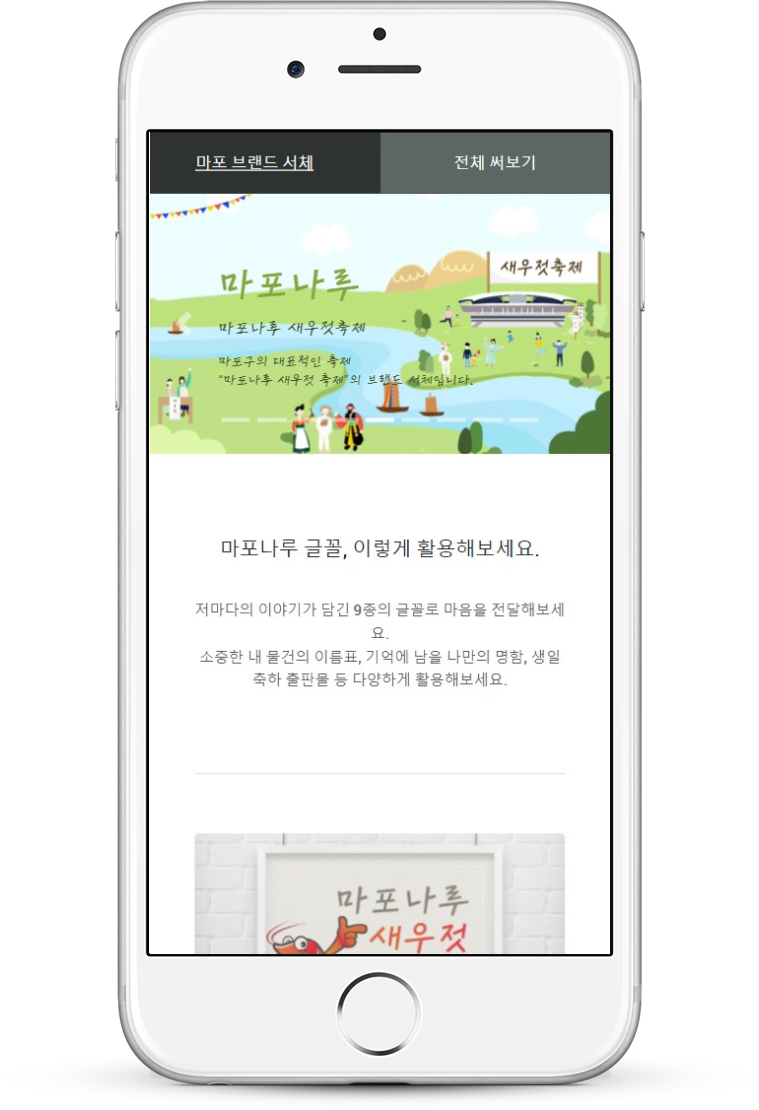 마포 브랜드 서체
전체 써보기
새우젓축제
마포나루
마포나루 새우젓축제
마포구의 대표적인 축제
“마포나루 새우젓 축제”의 브랜드 서체입니다.
마포나루 글꼴, 이렇게 활용해보세요.
저마다의 이야기가 담긴 9종의 글꼴로 마음을 전달해보세
요.
소중한 내 물건의 이름표, 기억에 남을 나만의 명함, 생일
축하 출판물 등 다양하게 활용해보세요.
마포나루
새우젓